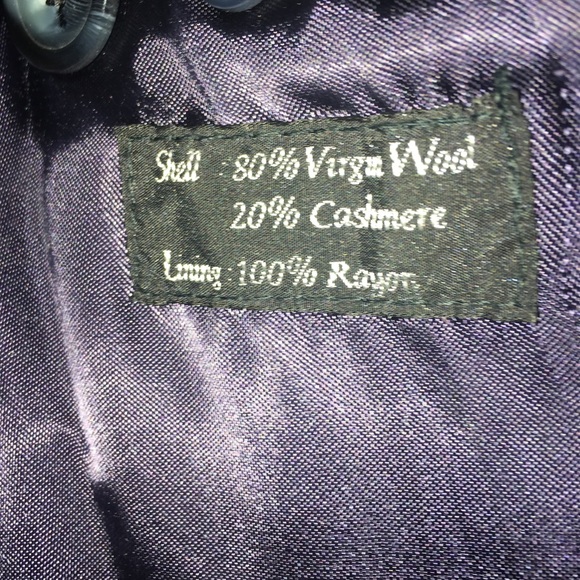 Shell : 80% Virgin Wool
20% Cashmere
Lining : 100% Rayon